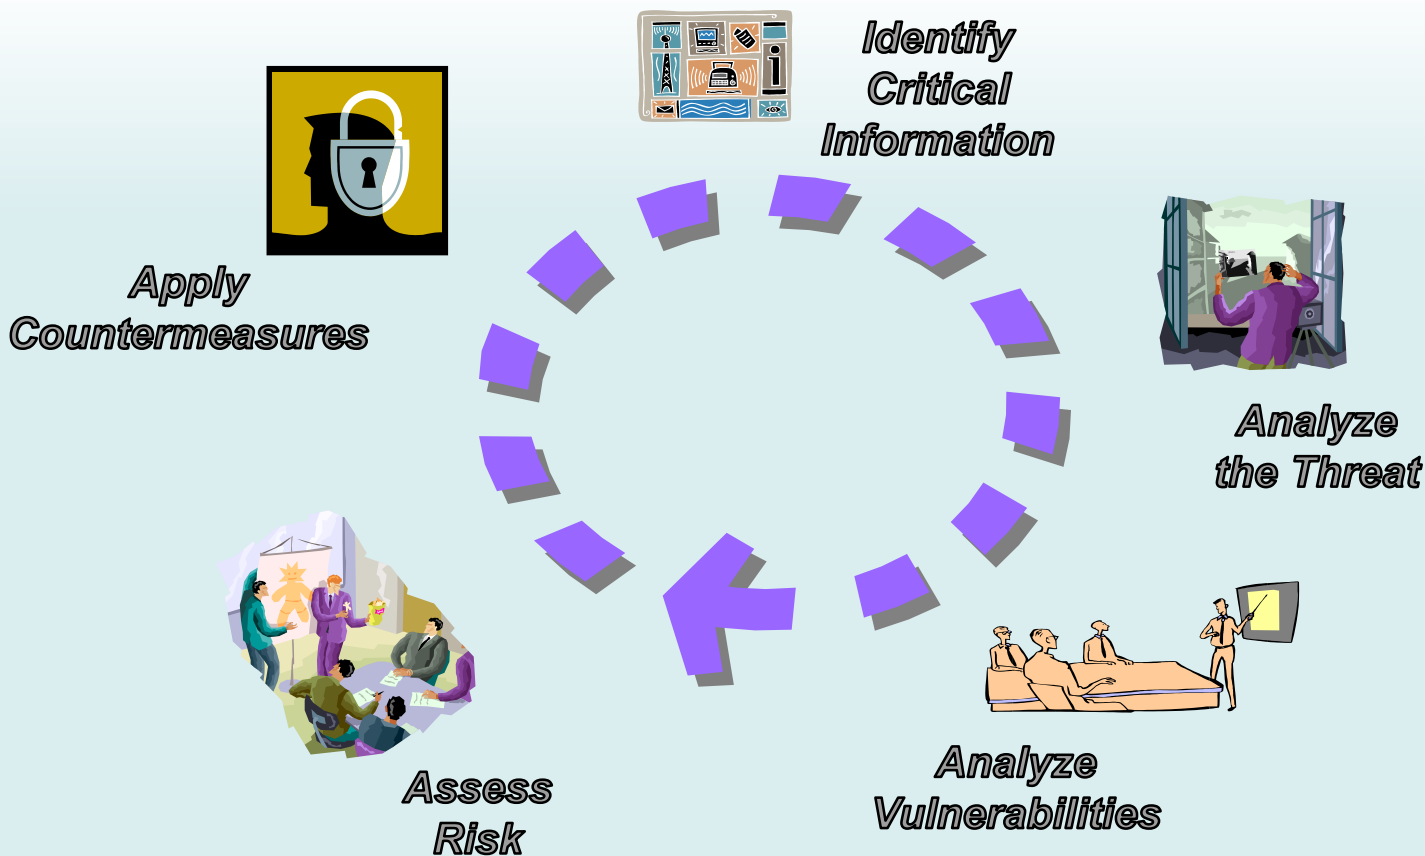 Identify
Critical
Information
Analyze
the Threat
Analyze
Vulnerabilities
Assess
Risk
Apply
Countermeasures